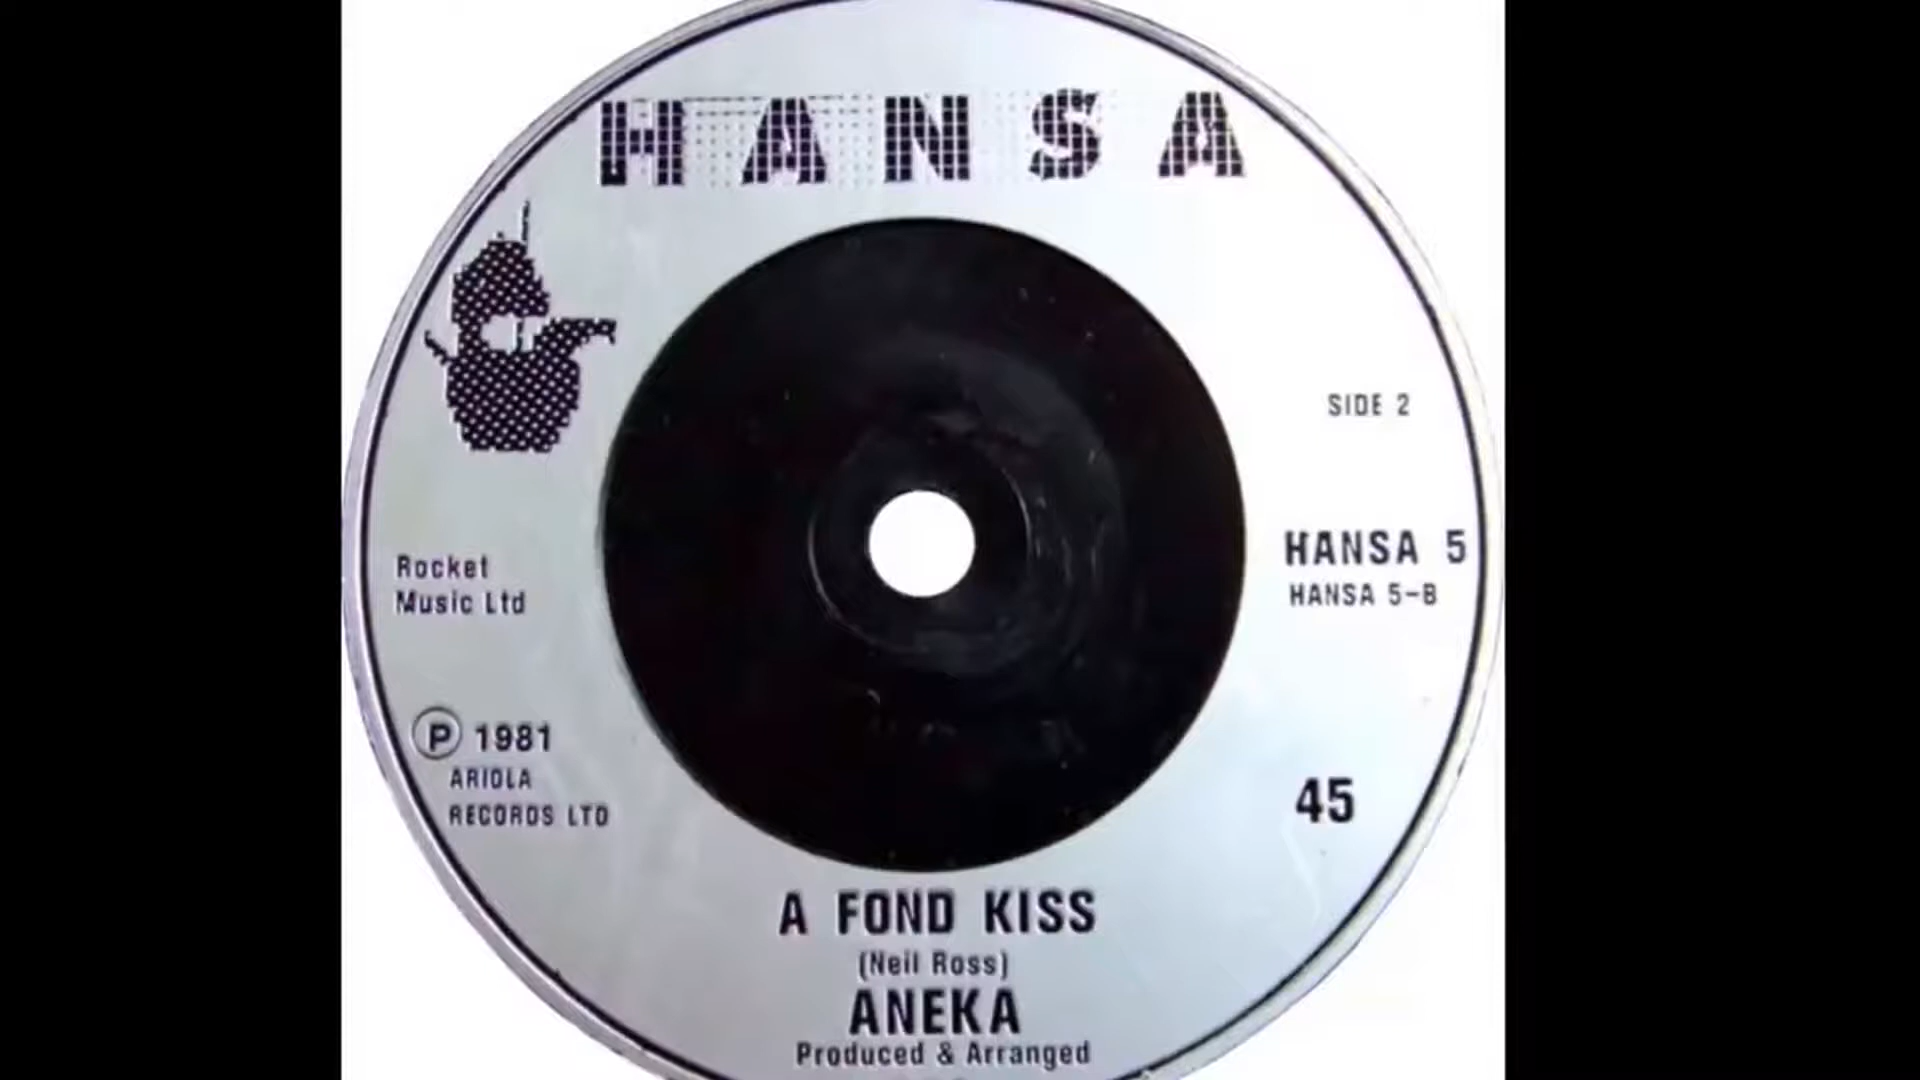 HANSA
SIDE 2
HANSA 5
HANSA 5-B
Rocket
Music Ltd
℗ 1981
ARIOLA
RECORDS LTD
45
A FOND KISS
(Neil Ross)
ANEKA
Produced & Arranged